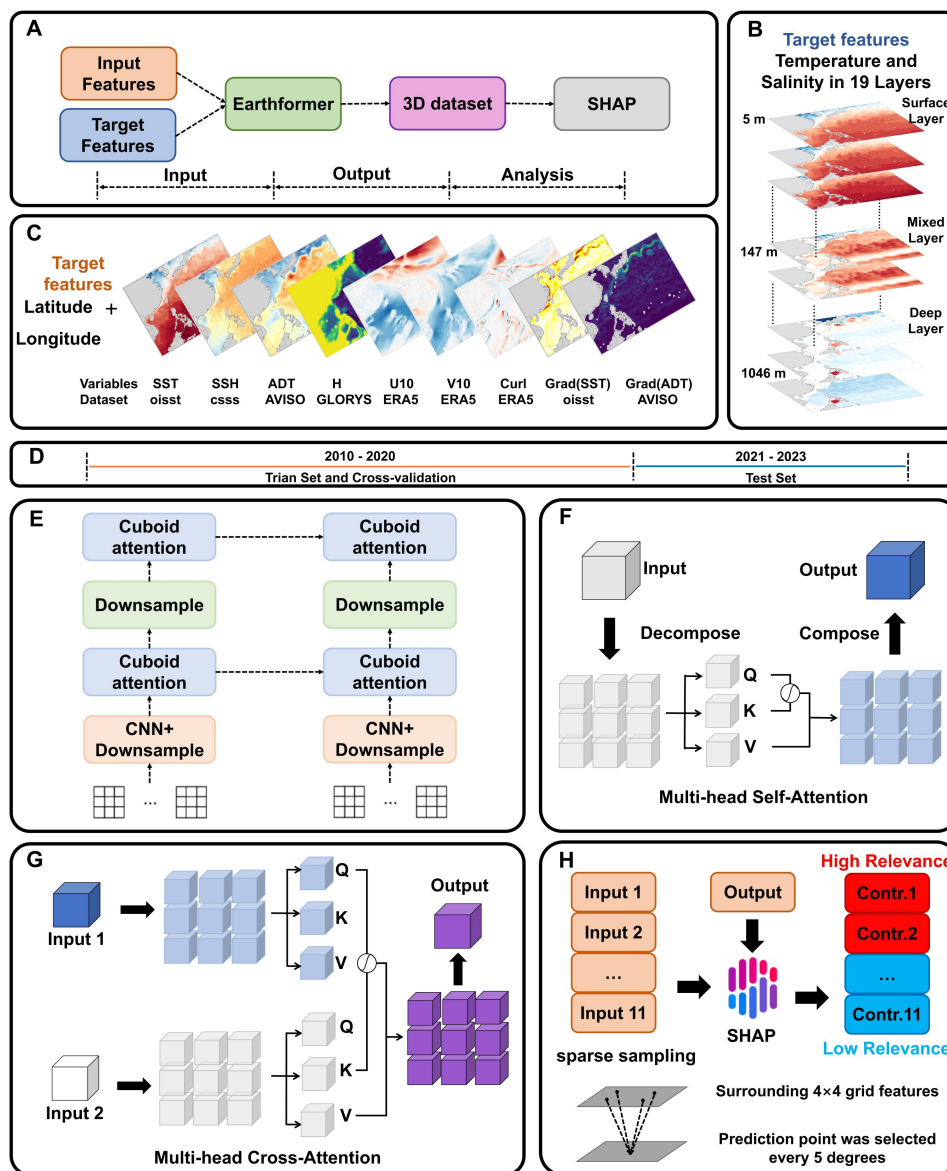 A
Input
Features
Target
Features
Earthformer
3D dataset
SHAP
Input
Output
Analysis
B
Target features
Temperature and
Salinity in 19 Layers
5 m
Surface
Layer
147 m
Mixed
Layer
Deep
Layer
1046 m
C
Target
features
Latitude +
Longitude
Variables SST SSH ADT H U10 V10 Curl Grad(SST) Grad(ADT)
Dataset oisst csss AVISO GLORYS ERA5 ERA5 ERA5 oisst AVISO
D
2010 - 2020
Trian Set and Cross-validation
2021 - 2023
Test Set
E
Cuboid
attention
Cuboid
attention
Downsample
Downsample
Cuboid
attention
Cuboid
attention
CNN+
Downsample
CNN+
Downsample
... ...
F
Input
Output
Decompose
Compose
Q
K
V
Multi-head Self-Attention
G
Input 1
Q
K
V
Output
Input 2
Q
K
V
Multi-head Cross-Attention
H
High Relevance
Input 1
Input 2
...
Input 11
Output
SHAP
Contr.1
Contr.2
...
Contr.11
Low Relevance
sparse sampling
Surrounding 4×4 grid features
Prediction point was selected
every 5 degrees